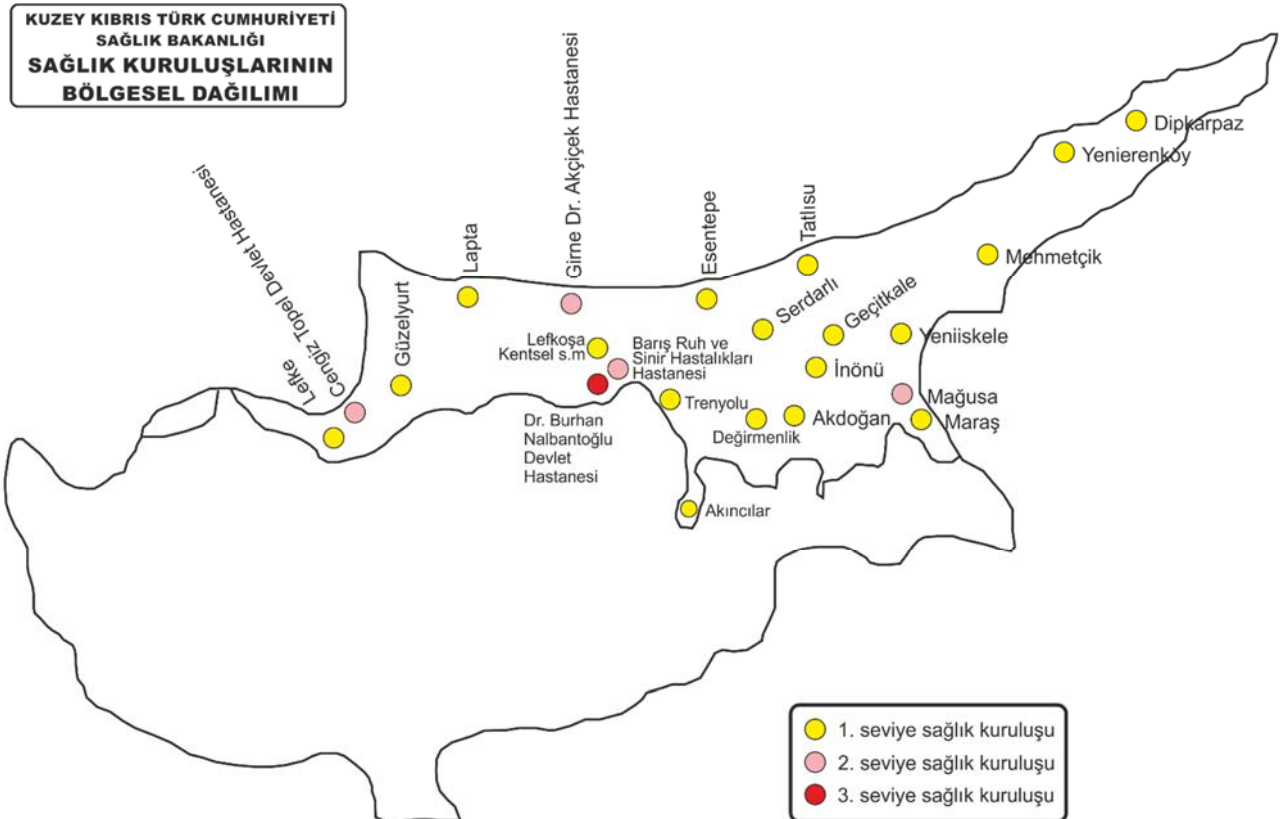 KUZEY KIBRIS TÜRK CUMHURİYETİ
SAĞLIK BAKANLIĞI
SAĞLIK KURULUŞLARININ
BÖLGESEL DAĞILIMI
Cengiz Topel Devlet Hastanesi
Lefke
Güzelyurt
Lapta
Girne Dr. Akçiçek Hastanesi
Esentepe
Tatlısu
Dipkarpaz
Yenierenköy
Mehmetçik
Serdarlı
Geçitkale
Yeniiskele
Lefkoşa
Kentsel s.m
Barış Ruh ve
Sinir Hastalıkları
Hastanesi
İnönü
Mağusa
Maraş
Trenyolu
Değirmenlik
Akdoğan
Dr. Burhan
Nalbantoğlu
Devlet
Hastanesi
Akıncılar
1. seviye sağlık kuruluşu
2. seviye sağlık kuruluşu
3. seviye sağlık kuruluşu